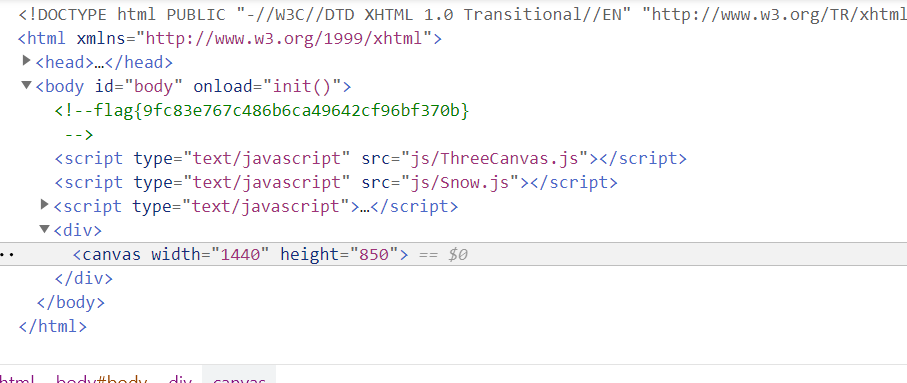 <!DOCTYPE html PUBLIC "-//W3C//DTD XHTML 1.0 Transitional//EN" "http://www.w3.org/TR/xhtml
<html xmlns="http://www.w3.org/1999/xhtml">
▶<head>…</head>
▼<body id="body" onload="init()">
<!--flag{9fc83e767c486b6ca49642cf96bf370b}
-->
<script type="text/javascript" src="js/ThreeCanvas.js"></script>
<script type="text/javascript" src="js/Snow.js"></script>
▶<script type="text/javascript">…</script>
▼<div>
<canvas width="1440" height="850"> == $0
</div>
</body>
</html>
html body#body div canvas